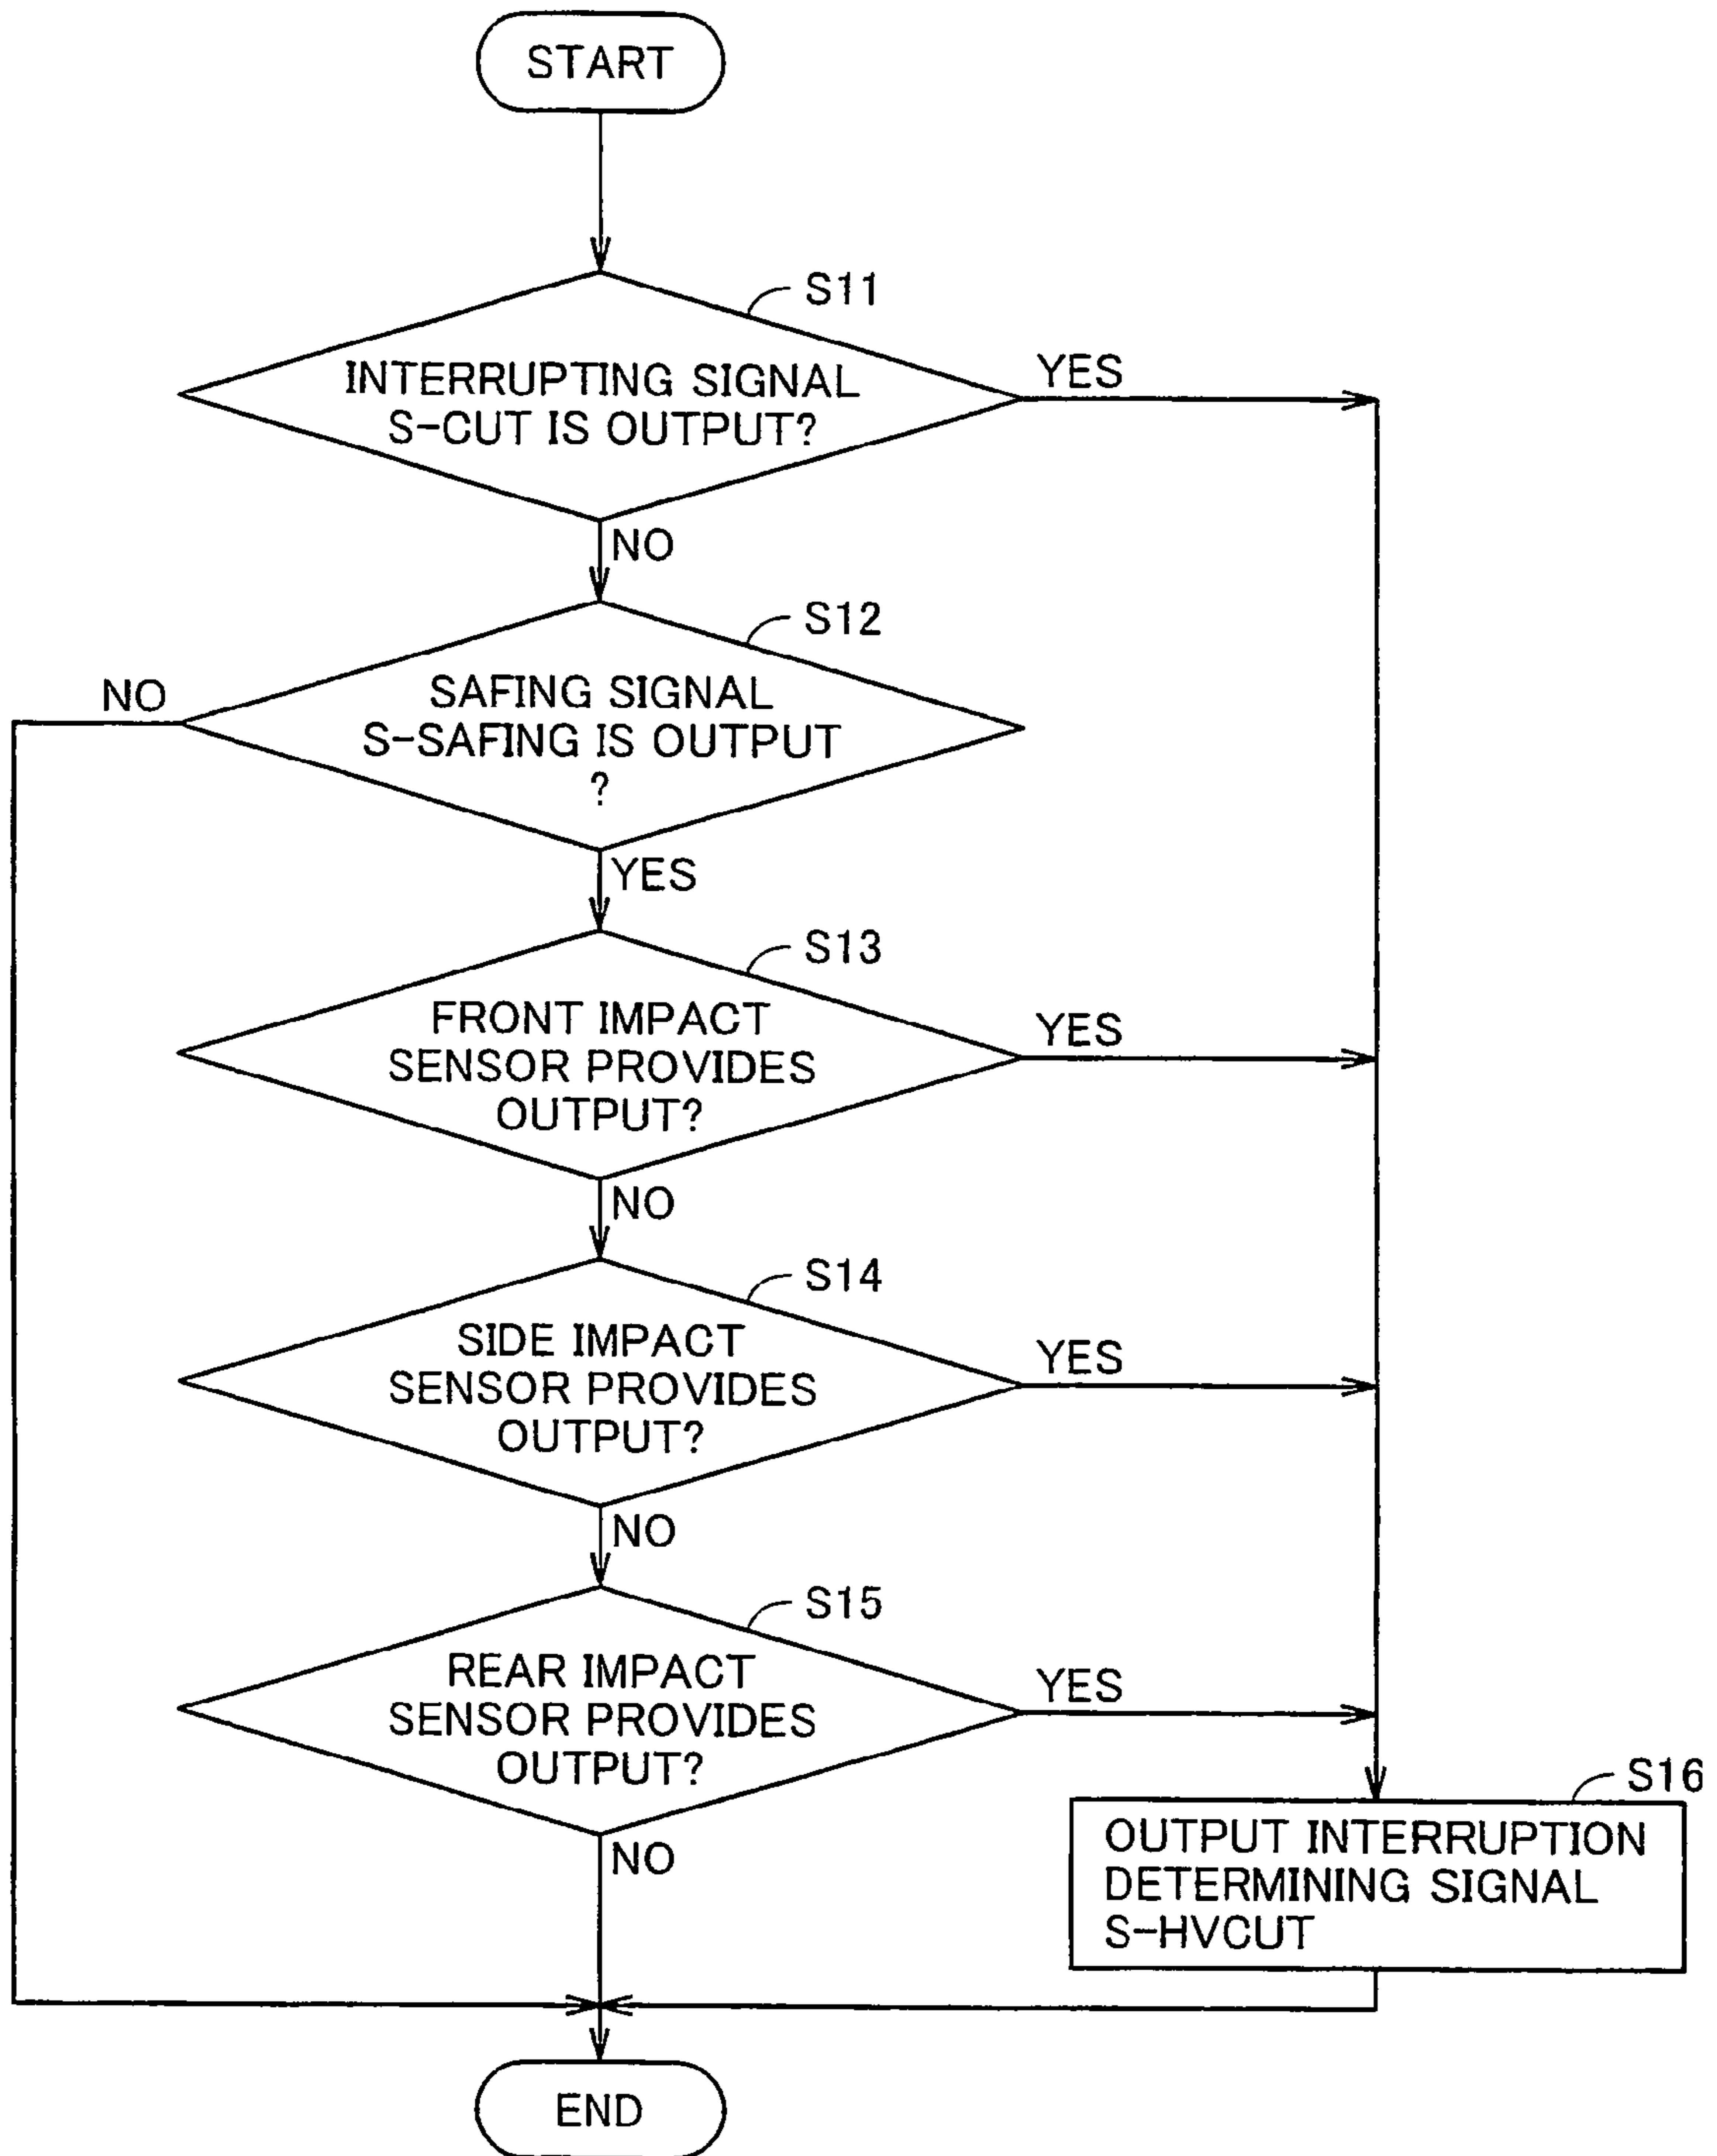 START
S11
INTERRUPTING SIGNAL
S-CUT IS OUTPUT?
YES
NO
S12
SAFING SIGNAL
S-SAFING IS OUTPUT
?
NO
YES
S13
FRONT IMPACT
SENSOR PROVIDES
OUTPUT?
YES
NO
S14
SIDE IMPACT
SENSOR PROVIDES
OUTPUT?
YES
NO
S15
REAR IMPACT
SENSOR PROVIDES
OUTPUT?
YES
NO
S16
OUTPUT INTERRUPTION
DETERMINING SIGNAL
S-HVCUT
END